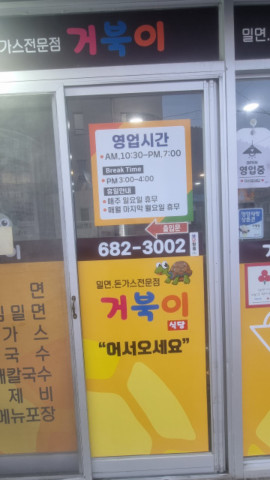 가스전문점 거북이
밀면.
영업시간
AM.10:30~PM.7:00
Break Time
PM 3:00~4:00
휴일안내
매주 일요일 휴무
매월 마지막 월요일 휴무
출입문
682-3002
밀면.돈가스전문점
거북이
식당
"어서오세요"
영업중
면
밀면
가스
국수
칼국수
제비
메뉴포장